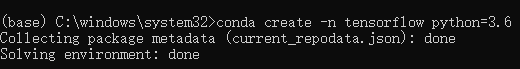 (base) C:\windows\system32>conda create -n tensorflow python=3.6
Collecting package metadata (current_repodata.json): done
Solving environment: done